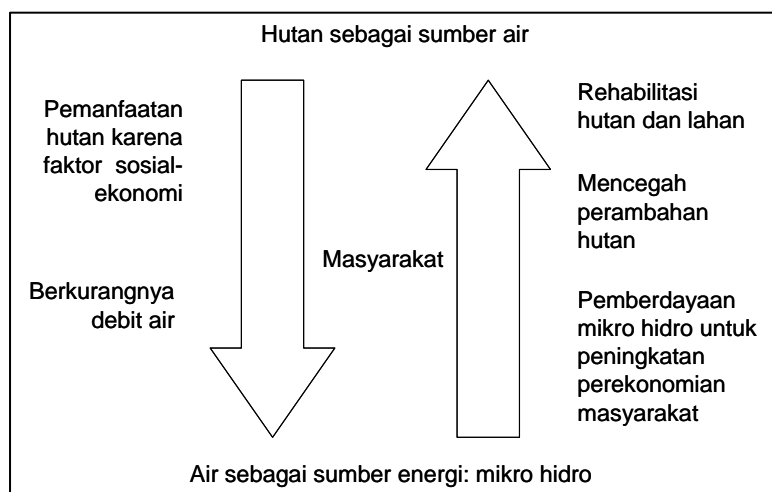 Hutan sebagai sumber air
Pemanfaatan
hutan karena
faktor sosial-
ekonomi
Berkurangnya
debit air
Masyarakat
Rehabilitasi
hutan dan lahan
Mencegah
perambahan
hutan
Pemberdayaan
mikro hidro untuk
peningkatan
perekonomian
masyarakat
Air sebagai sumber energi: mikro hidro